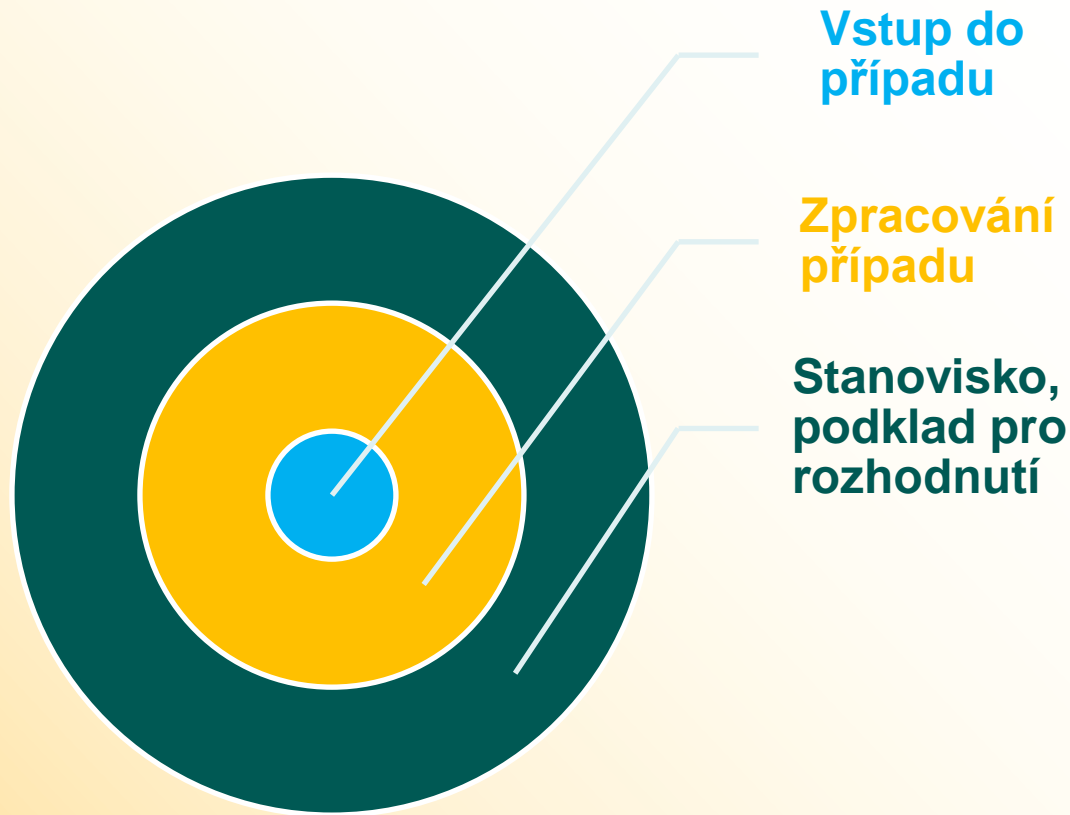 Vstup do
případu
Zpracování
případu
Stanovisko,
podklad pro
rozhodnutí